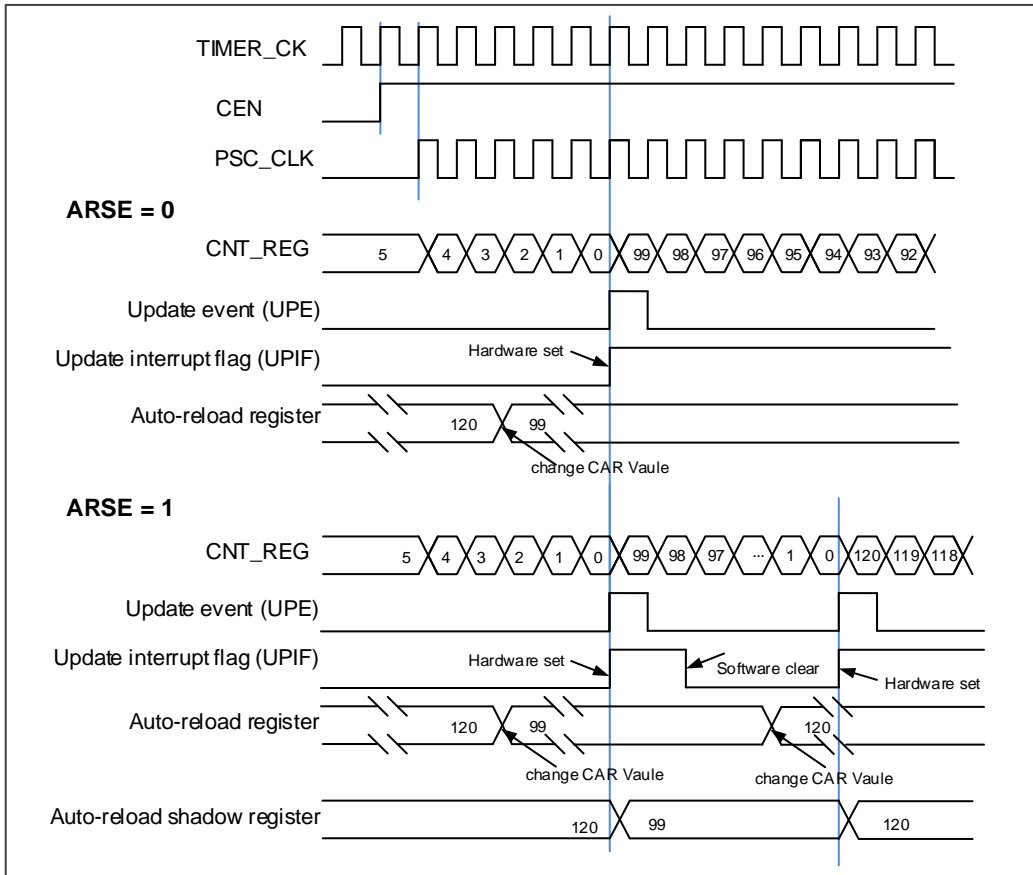 TIMER_CK
CEN
PSC_CLK
ARSE = 0
CNT_REG 5 4 3 2 1 0 99 98 97 96 95 94 93 92
Update event (UPE)
Update interrupt flag (UPIF) Hardware set
Auto-reload register 120 99
change CAR Vaule
ARSE = 1
CNT_REG 5 4 3 2 1 0 99 98 97 ... 1 0 120 119 118
Update event (UPE)
Update interrupt flag (UPIF) Hardware set Software clear Hardware set
Auto-reload register 120 99 120
change CAR Vaule change CAR Vaule
Auto-reload shadow register 120 99 120